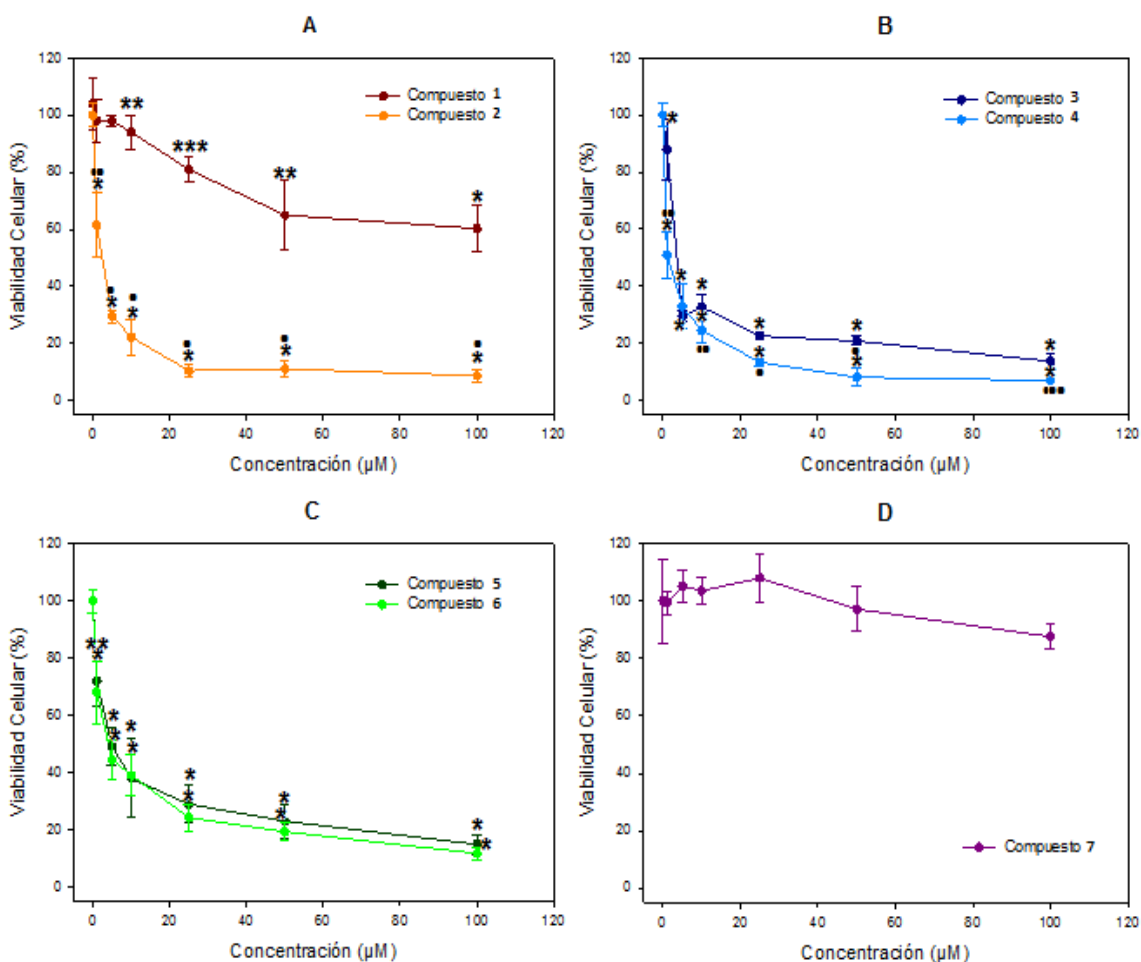 A
120
100
80
60
40
20
0
Viabilidad Celular (%)
Compuesto 1
Compuesto 2
**
***
**
*
*
*
*
*
*
*
0 20 40 60 80 100 120
Concentración (µM)
B
120
100
80
60
40
20
0
Viabilidad Celular (%)
Compuesto 3
Compuesto 4
*
*
*
*
*
*
*
*
*
*
*
*
0 20 40 60 80 100 120
Concentración (µM)
C
120
100
80
60
40
20
0
Viabilidad Celular (%)
Compuesto 5
Compuesto 6
**
*
*
*
*
*
*
*
*
*
*
*
0 20 40 60 80 100 120
Concentración (µM)
D
120
100
80
60
40
20
0
Viabilidad Celular (%)
Compuesto 7
0 20 40 60 80 100 120
Concentración (µM)